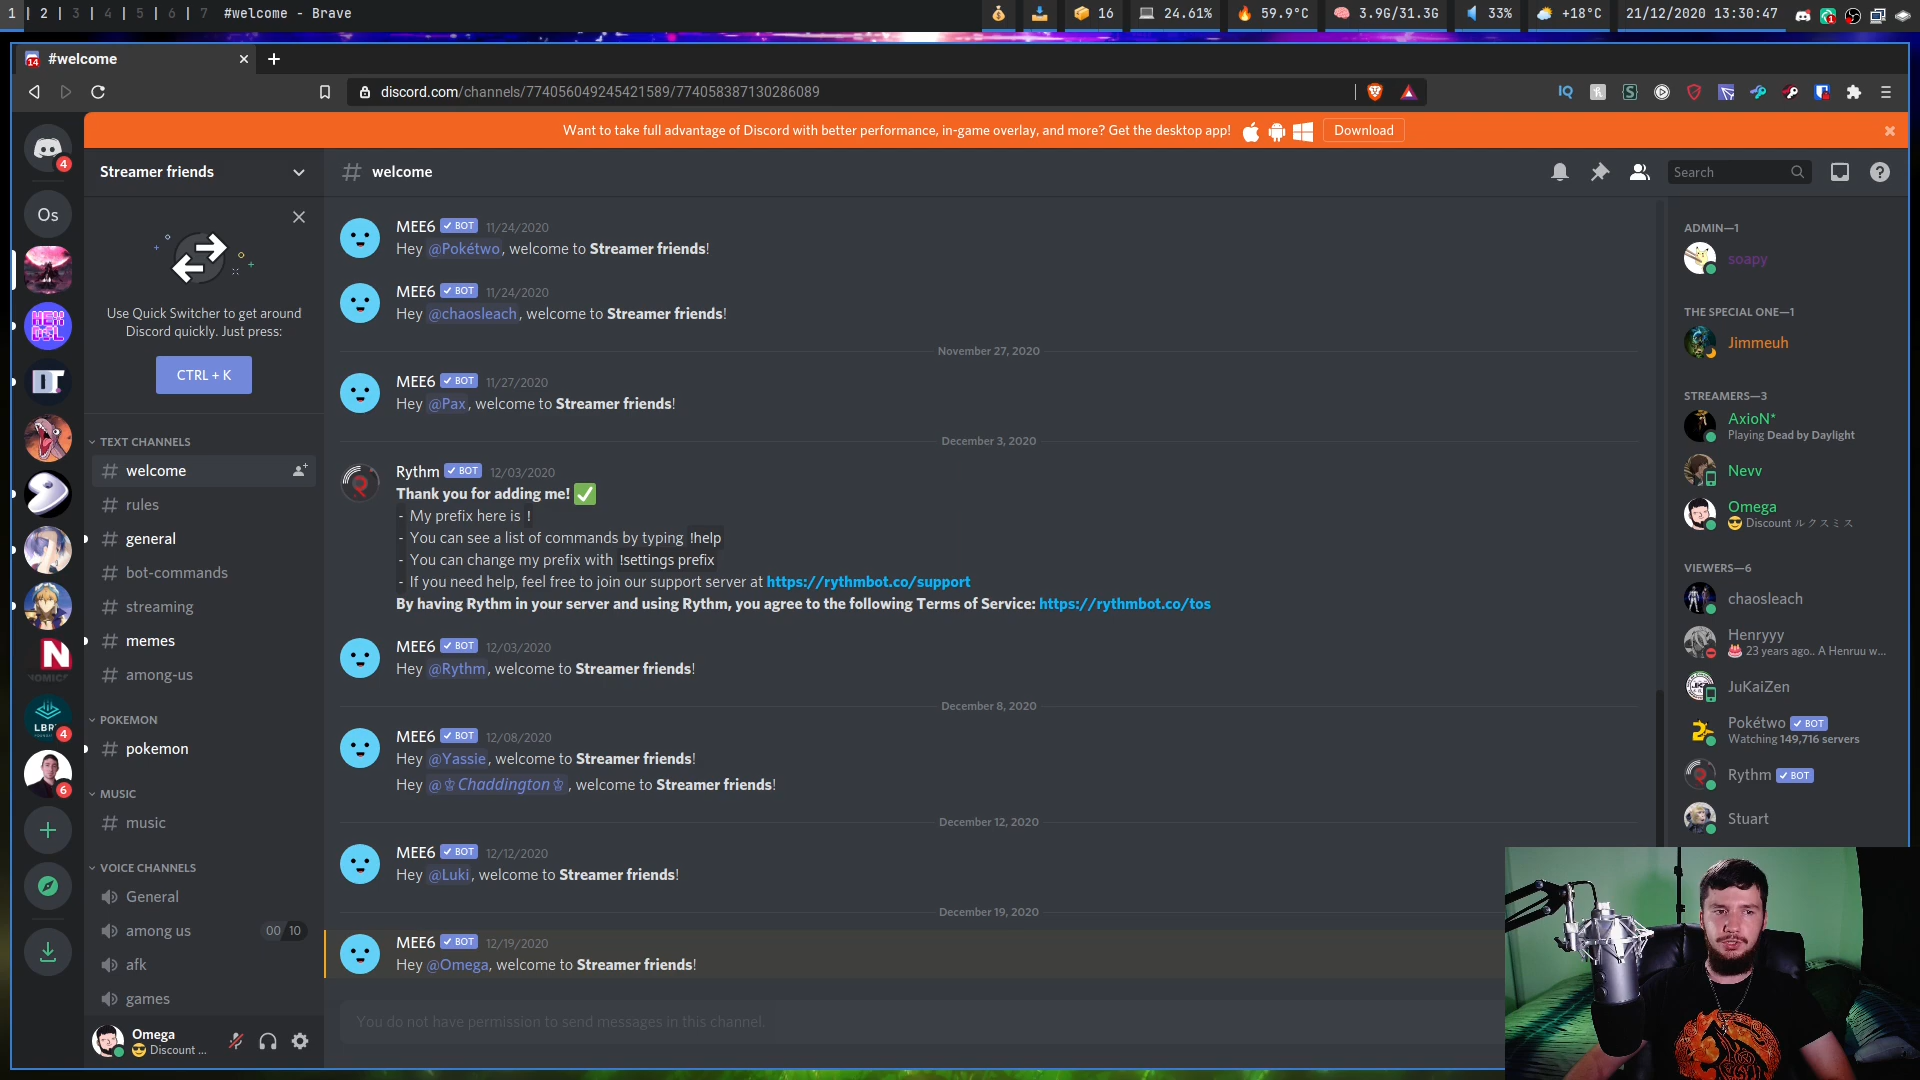 1 | 2 | 3 | 4 | 5 | 6 | 7 #welcome - Brave
16 24.61% 59.9°C 3.9G/31.3G 33% +18°C 21/12/2020 13:30:47
14 #welcome
discord.com/channels/774056049245421589/774058387130286089
IQ
Want to take full advantage of Discord with better performance, in-game overlay, and more? Get the desktop app!
Download
4
Os
DT
N
LBRY
4
6
Streamer friends
Use Quick Switcher to get around
Discord quickly. Just press:
CTRL + K
TEXT CHANNELS
# welcome
# rules
# general
# bot-commands
# streaming
# memes
# among-us
POKEMON
# pokemon
MUSIC
# music
VOICE CHANNELS
General
among us 00 10
afk
games
Omega
😎 Discount ...
# welcome
Search
MEE6 ✓ BOT 11/24/2020
Hey @Pokétwo, welcome to Streamer friends!
MEE6 ✓ BOT 11/24/2020
Hey @chaosleach, welcome to Streamer friends!
November 27, 2020
MEE6 ✓ BOT 11/27/2020
Hey @Pax, welcome to Streamer friends!
December 3, 2020
Rythm ✓ BOT 12/03/2020
Thank you for adding me! ✅
- My prefix here is !
- You can see a list of commands by typing !help
- You can change my prefix with !settings prefix
- If you need help, feel free to join our support server at https://rythmbot.co/support
By having Rythm in your server and using Rythm, you agree to the following Terms of Service: https://rythmbot.co/tos
MEE6 ✓ BOT 12/03/2020
Hey @Rythm, welcome to Streamer friends!
December 8, 2020
MEE6 ✓ BOT 12/08/2020
Hey @Yassie, welcome to Streamer friends!
Hey @♔Chaddington♔, welcome to Streamer friends!
December 12, 2020
MEE6 ✓ BOT 12/12/2020
Hey @Luki, welcome to Streamer friends!
December 19, 2020
MEE6 ✓ BOT 12/19/2020
Hey @Omega, welcome to Streamer friends!
You do not have permission to send messages in this channel.
ADMIN—1
soapy
THE SPECIAL ONE—1
Jimmeuh
STREAMERS—3
AxioN*
Playing Dead by Daylight
Nevv
Omega
😎 Discount ルクスミス
VIEWERS—6
chaosleach
Henryyy
🎂 23 years ago.. A Henruu w...
JuKaiZen
Pokétwo ✓ BOT
Watching 149,716 servers
Rythm ✓ BOT
Stuart